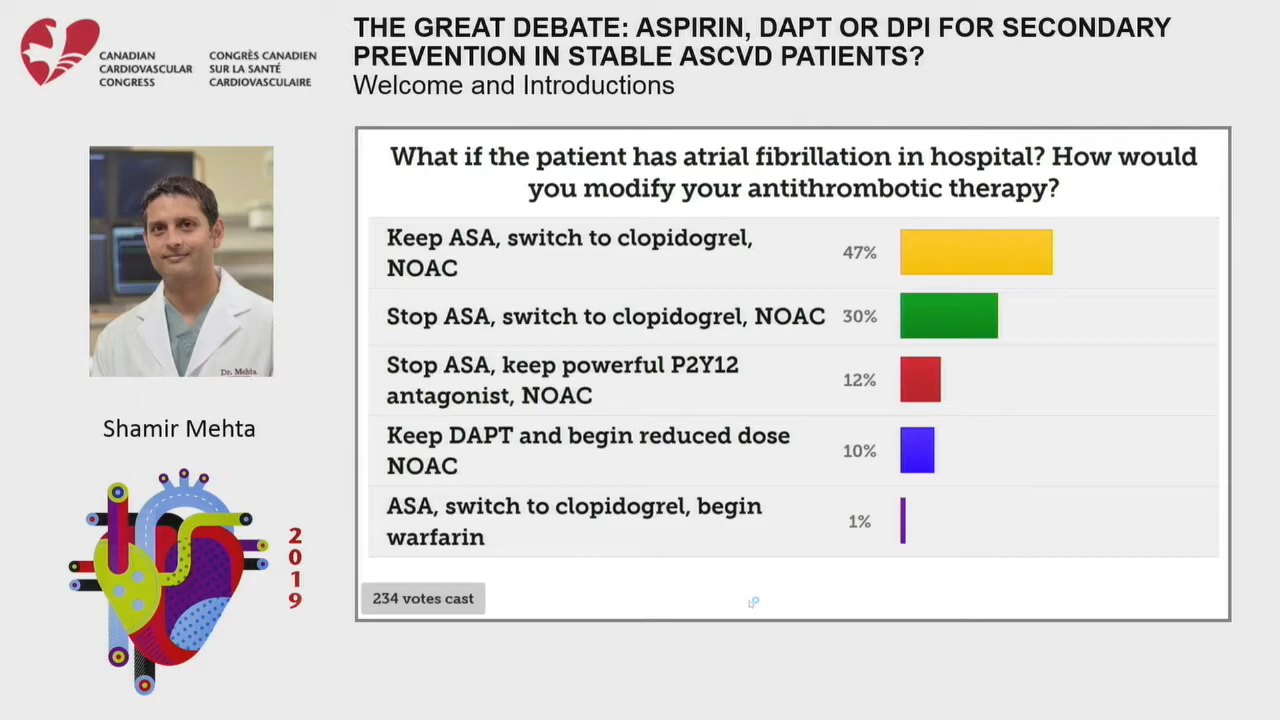 THE GREAT DEBATE: ASPIRIN, DAPT OR DPI FOR SECONDARY
PREVENTION IN STABLE ASCVD PATIENTS?
Welcome and Introductions
CANADIAN
CARDIOVASCULAR
CONGRESS
CONGRÈS CANADIEN
SUR LA SANTÉ
CARDIOVASCULAIRE
Dr. Mehta
Shamir Mehta
2019
What if the patient has atrial fibrillation in hospital? How would
you modify your antithrombotic therapy?
Keep ASA, switch to clopidogrel,
NOAC
47%
Stop ASA, switch to clopidogrel, NOAC 30%
Stop ASA, keep powerful P2Y12
antagonist, NOAC
12%
Keep DAPT and begin reduced dose
NOAC
10%
ASA, switch to clopidogrel, begin
warfarin
1%
234 votes cast